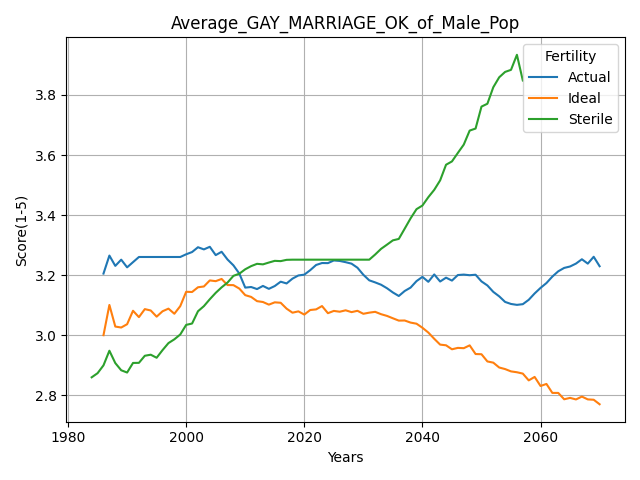 Average_GAY_MARRIAGE_OK_of_Male_Pop
Fertility
Actual
Ideal
Sterile
Score(1-5)
3.8
3.6
3.4
3.2
3.0
2.8
1980 2000 2020 2040 2060
Years